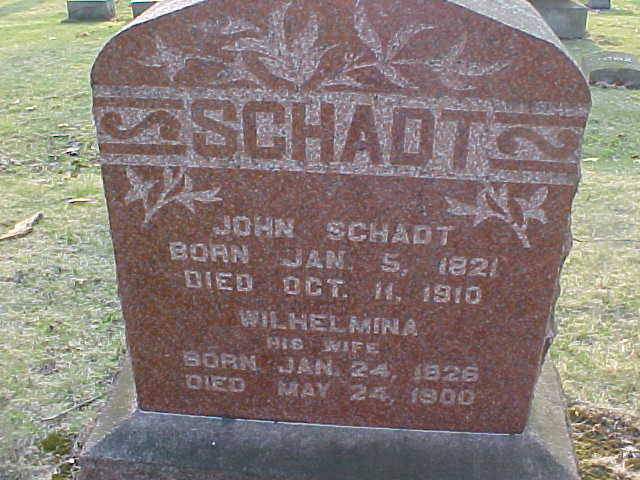 SCHADT
JOHN SCHADT
BORN JAN. 5, 1821
DIED OCT. 11, 1910
WILHELMINA
HIS WIFE
BORN JAN. 24, 1826
DIED MAY 24, 1900